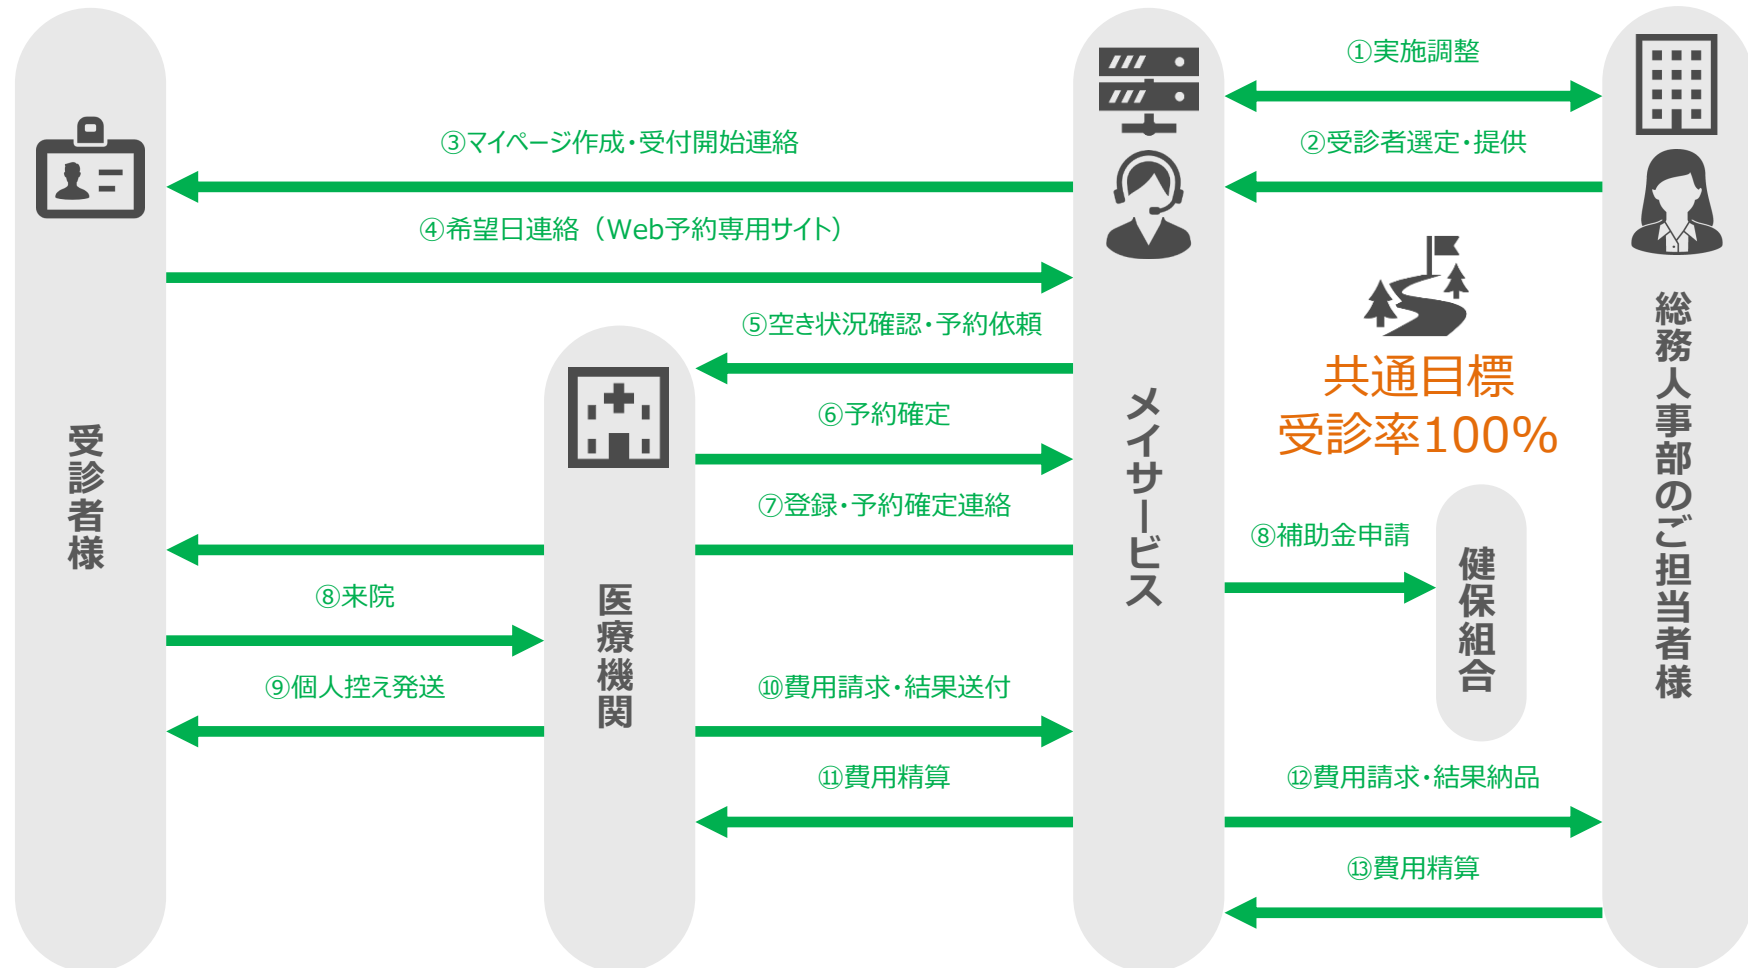 ①実施調整
③マイページ作成・受付開始連絡
②受診者選定・提供
④希望日連絡（Web予約専用サイト）
⑤空き状況確認・予約依頼
共通目標
受診率100%
⑥予約確定
⑦登録・予約確定連絡
⑧補助金申請
⑧来院
⑨個人控え発送
⑩費用請求・結果送付
⑪費用精算
⑫費用請求・結果納品
⑬費用精算
受診者様
医療機関
メイサービス
健保組合
総務人事部のご担当者様